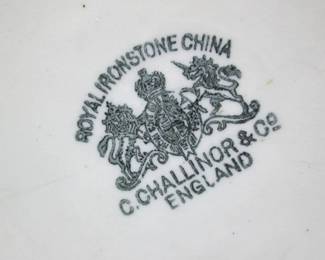 ROYAL IRONSTONE CHINA
C. CHALLINOR & Co
ENGLAND